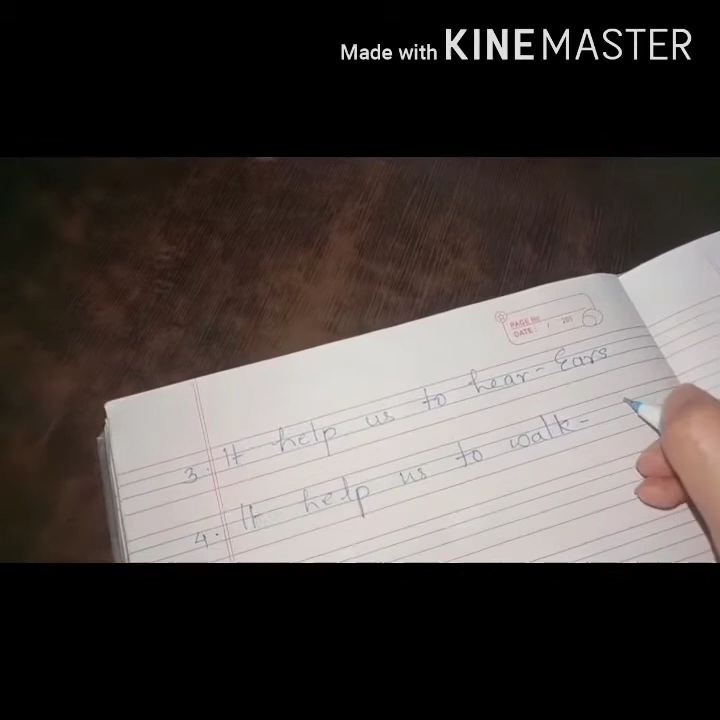 Made with KINEMASTER
PAGE No
DATE: / 201
3. It help us to hear - Ears
4. It help us to walk -